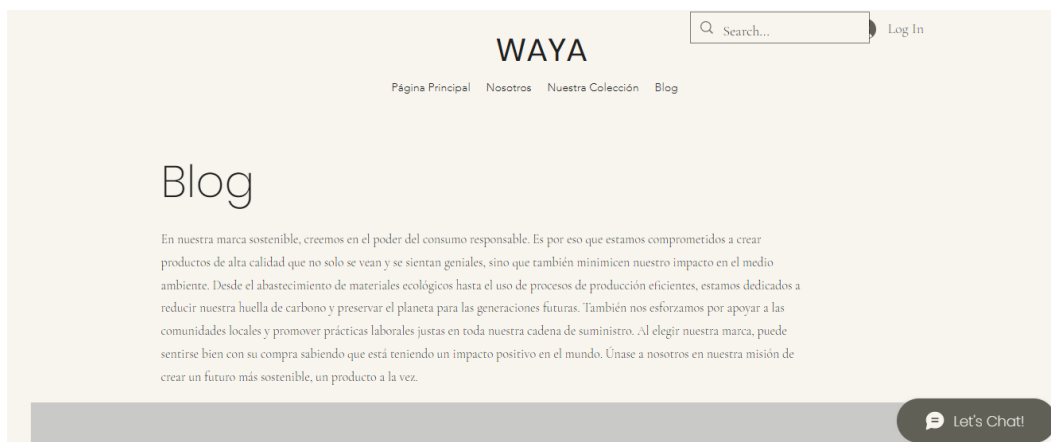 Search...
Log In
WAYA
Página Principal Nosotros Nuestra Colección Blog
Blog
En nuestra marca sostenible, creemos en el poder del consumo responsable. Es por eso que estamos comprometidos a crear
productos de alta calidad que no solo se vean y se sientan geniales, sino que también minimicen nuestro impacto en el medio
ambiente. Desde el abastecimiento de materiales ecológicos hasta el uso de procesos de producción eficientes, estamos dedicados a
reducir nuestra huella de carbono y preservar el planeta para las generaciones futuras. También nos esforzamos por apoyar a las
comunidades locales y promover prácticas laborales justas en toda nuestra cadena de suministro. Al elegir nuestra marca, puede
sentirse bien con su compra sabiendo que está teniendo un impacto positivo en el mundo. Únase a nosotros en nuestra misión de
crear un futuro más sostenible, un producto a la vez.
Let's Chat!